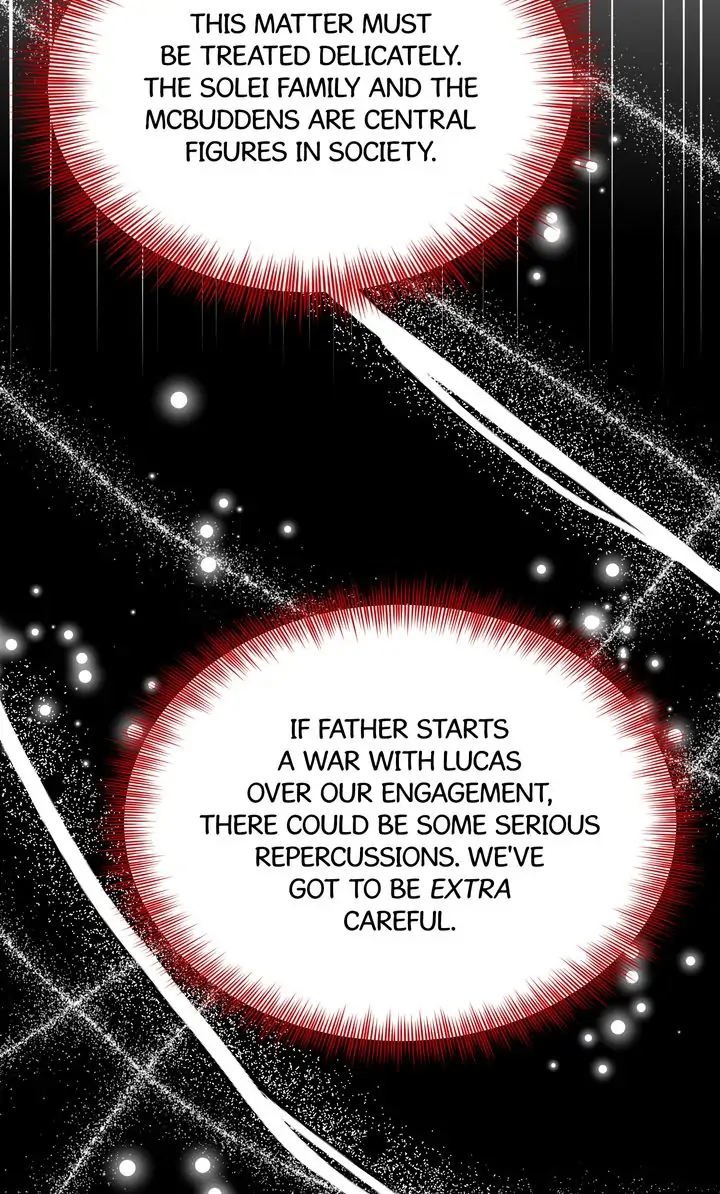 THIS MATTER MUST
BE TREATED DELICATELY.
THE SOLEI FAMILY AND THE
MCBUDDENS ARE CENTRAL
FIGURES IN SOCIETY.
IF FATHER STARTS
A WAR WITH LUCAS
OVER OUR ENGAGEMENT,
THERE COULD BE SOME SERIOUS
REPERCUSSIONS. WE'VE
GOT TO BE EXTRA
CAREFUL.